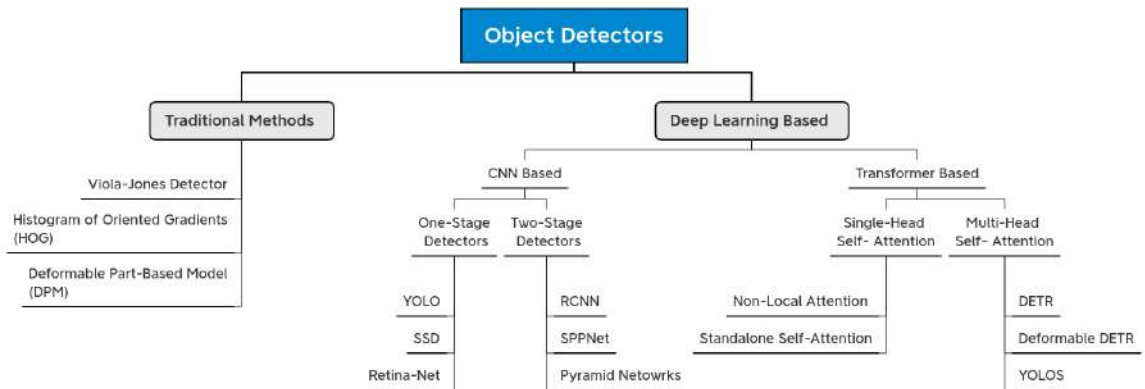 Object Detectors
Traditional Methods
Deep Learning Based
Viola-Jones Detector
Histogram of Oriented Gradients
(HOG)
Deformable Part-Based Model
(DPM)
CNN Based
Transformer Based
One-Stage
Detectors
Two-Stage
Detectors
Single-Head
Self- Attention
Multi-Head
Self- Attention
YOLO
SSD
Retina-Net
RCNN
SPPNet
Pyramid Netowrks
Non-Local Attention
Standalone Self-Attention
DETR
Deformable DETR
YOLOS